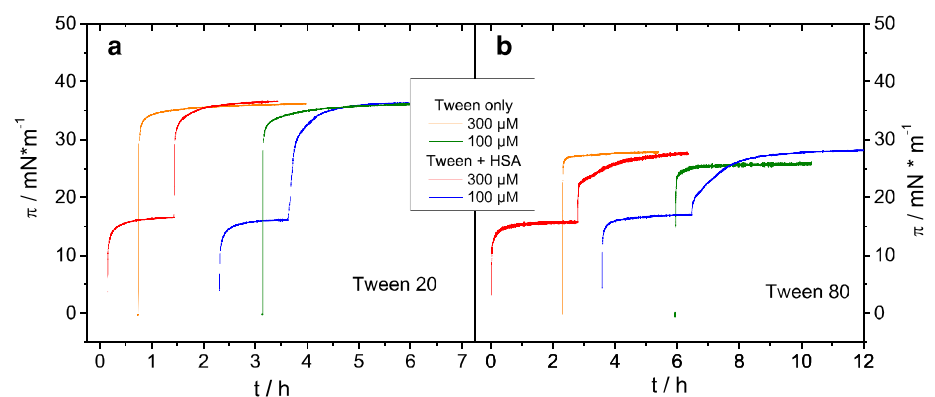 a
b
50
40
30
20
10
0
π / mN*m⁻¹
0 1 2 3 4 5 6 7
t / h
Tween 20
Tween only
300 µM
100 µM
Tween + HSA
300 µM
100 µM
Tween 80
0 2 4 6 8 10 12
t / h
50
40
30
20
10
0
π / mN * m⁻¹